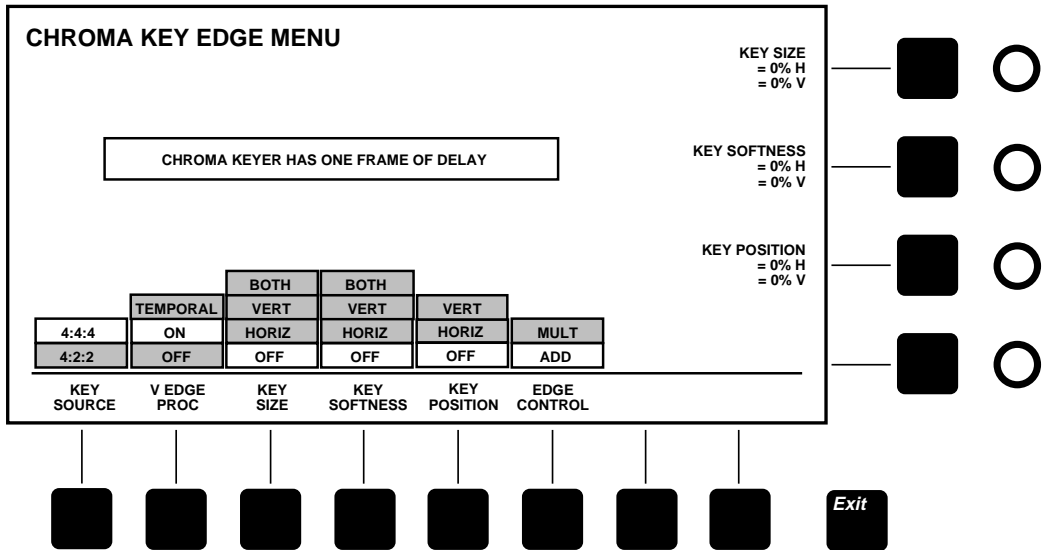 CHROMA KEY EDGE MENU
KEY SIZE
= 0% H
= 0% V
CHROMA KEYER HAS ONE FRAME OF DELAY
KEY SOFTNESS
= 0% H
= 0% V
KEY POSITION
= 0% H
= 0% V
BOTH BOTH
TEMPORAL VERT VERT VERT
4:4:4 ON HORIZ HORIZ HORIZ MULT
4:2:2 OFF OFF OFF OFF ADD
KEY V EDGE KEY KEY KEY EDGE
SOURCE PROC SIZE SOFTNESS POSITION CONTROL
Exit